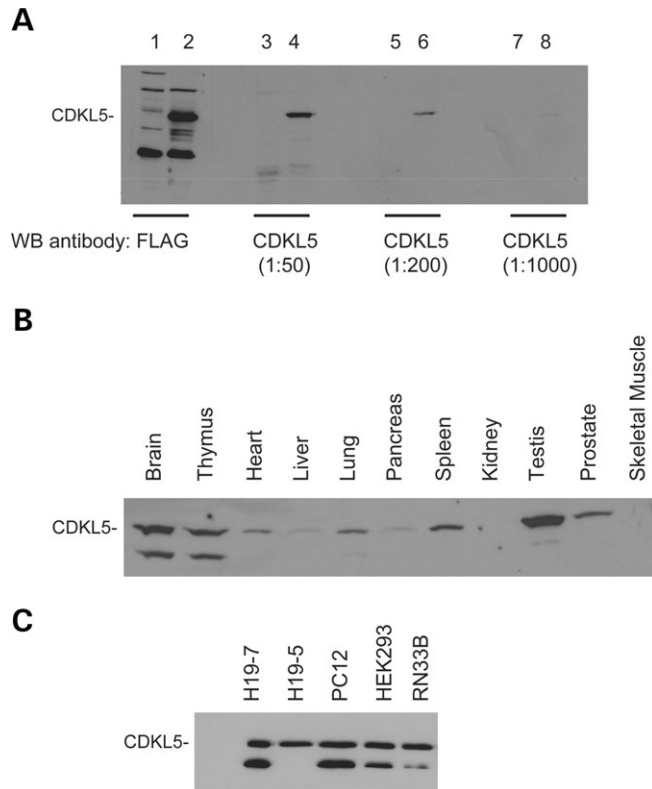 A
1 2 3 4 5 6 7 8
CDKL5-
WB antibody: FLAG CDKL5 CDKL5 CDKL5
(1:50) (1:200) (1:1000)
B
Brain Thymus Heart Liver Lung Pancreas Spleen Kidney Testis Prostate Skeletal Muscle
CDKL5-
C
H19-7 H19-5 PC12 HEK293 RN33B
CDKL5-